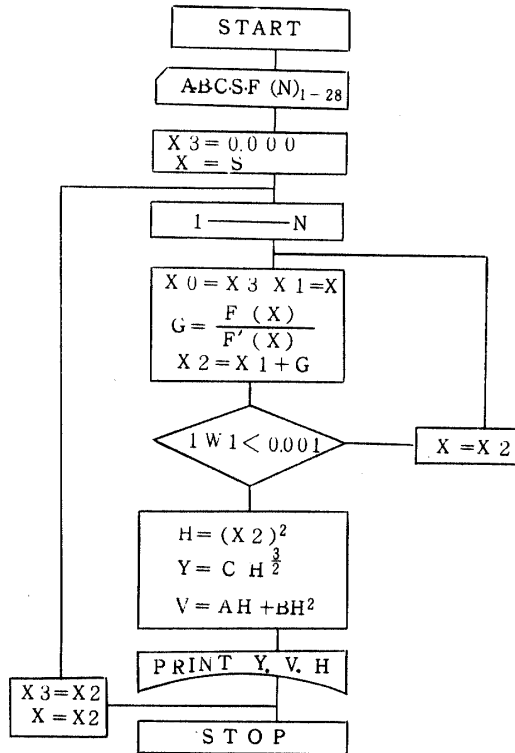 START
A·B·C·S·F (N)₁₋₂₈
X3=0.000
X = S
1 ——— N
X0=X3 X1=X
G= F (X) / F' (X)
X2=X1+G
1W1<0.001
X=X2
H=(X2)²
Y=C H^3/2
V=AH+BH²
PRINT Y. V. H
X3=X2
X=X2
STOP